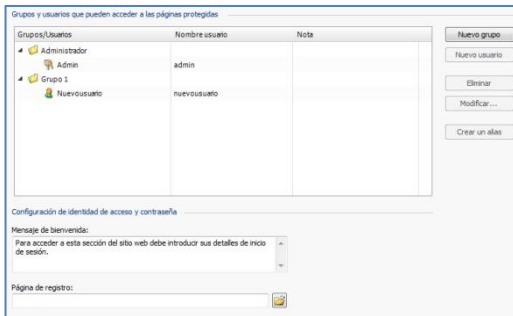 Grupos y usuarios que pueden acceder a las páginas protegidas
Grupos/Usuarios Nombre usuario Nota
Administrador
Admin admin
Grupo 1
Nuevousuario nuevousuario
Nuevo grupo
Nuevo usuario
Eliminar
Modificar...
Crear un alias
Configuración de identidad de acceso y contraseña
Mensaje de bienvenida:
Para acceder a esta sección del sitio web debe introducir sus detalles de inicio
de sesión.
Página de registro: